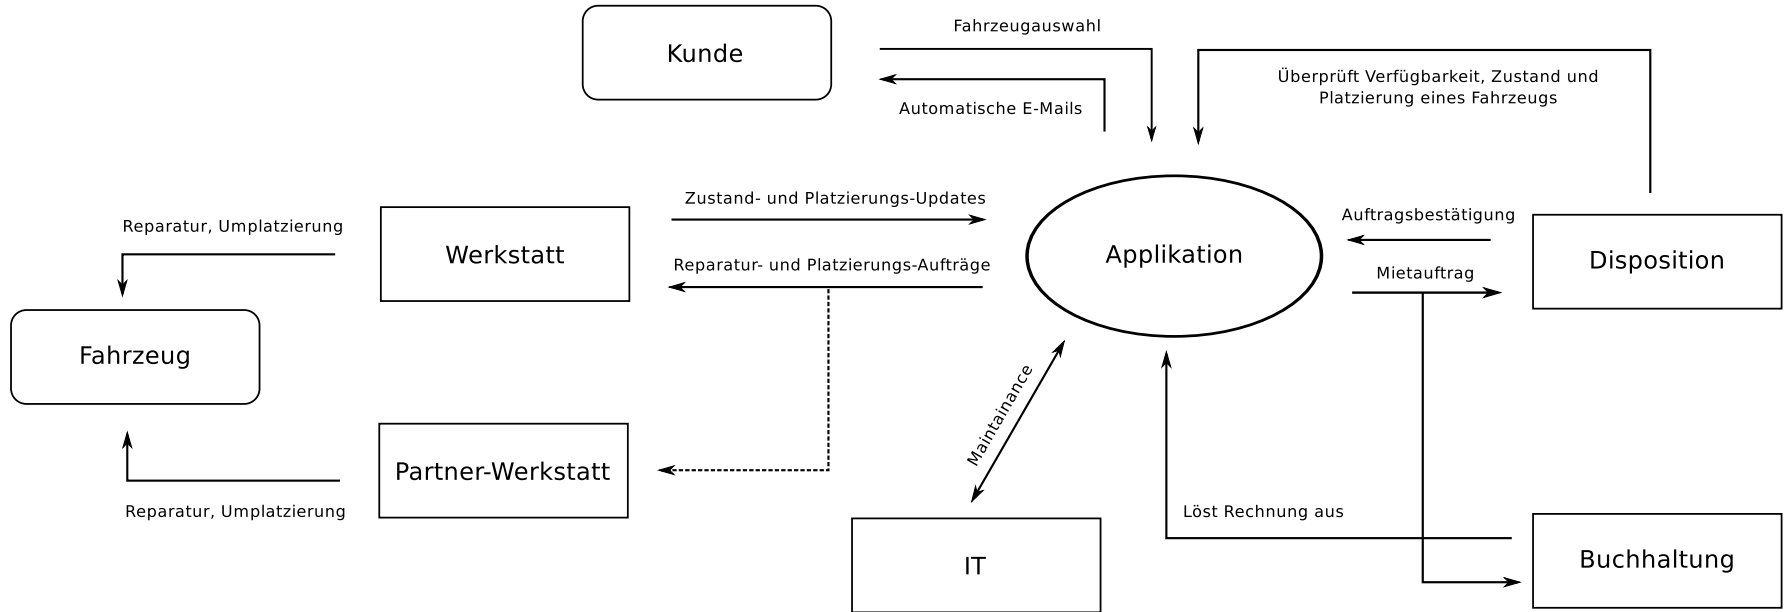 Fahrzeugauswahl
Kunde
Überprüft Verfügbarkeit, Zustand und
Platzierung eines Fahrzeugs
Automatische E-Mails
Zustand- und Platzierungs-Updates
Auftragsbestätigung
Reparatur, Umplatzierung
Werkstatt
Applikation
Disposition
Reparatur- und Platzierungs-Aufträge
Mietauftrag
Fahrzeug
Maintainance
Partner-Werkstatt
Reparatur, Umplatzierung
Löst Rechnung aus
IT
Buchhaltung